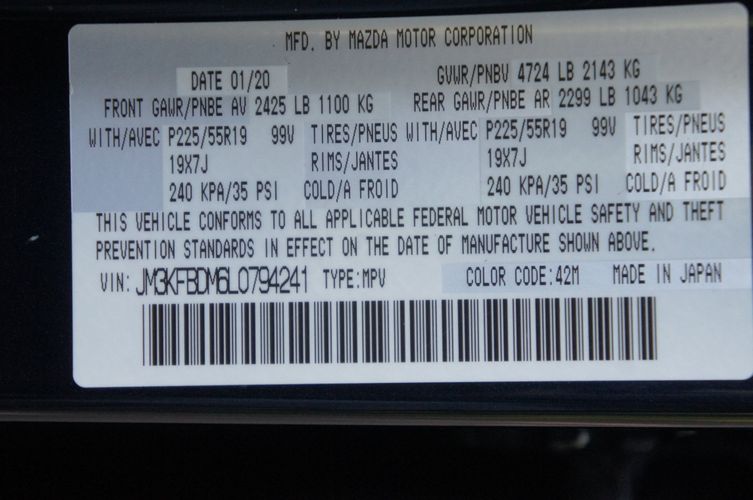 MFD. BY MAZDA MOTOR CORPORATION
DATE 01/20 GVWR/PNBV 4724 LB 2143 KG
FRONT GAWR/PNBE AV 2425 LB 1100 KG REAR GAWR/PNBE AR 2299 LB 1043 KG
WITH/AVEC P225/55R19 99V TIRES/PNEUS WITH/AVEC P225/55R19 99V TIRES/PNEUS
19X7J RIMS/JANTES 19X7J RIMS/JANTES
240 KPA/35 PSI COLD/A FROID 240 KPA/35 PSI COLD/A FROID
THIS VEHICLE CONFORMS TO ALL APPLICABLE FEDERAL MOTOR VEHICLE SAFETY AND THEFT
PREVENTION STANDARDS IN EFFECT ON THE DATE OF MANUFACTURE SHOWN ABOVE.
VIN: JM3KFBDM6L0794241 TYPE:MPV COLOR CODE:42M MADE IN JAPAN